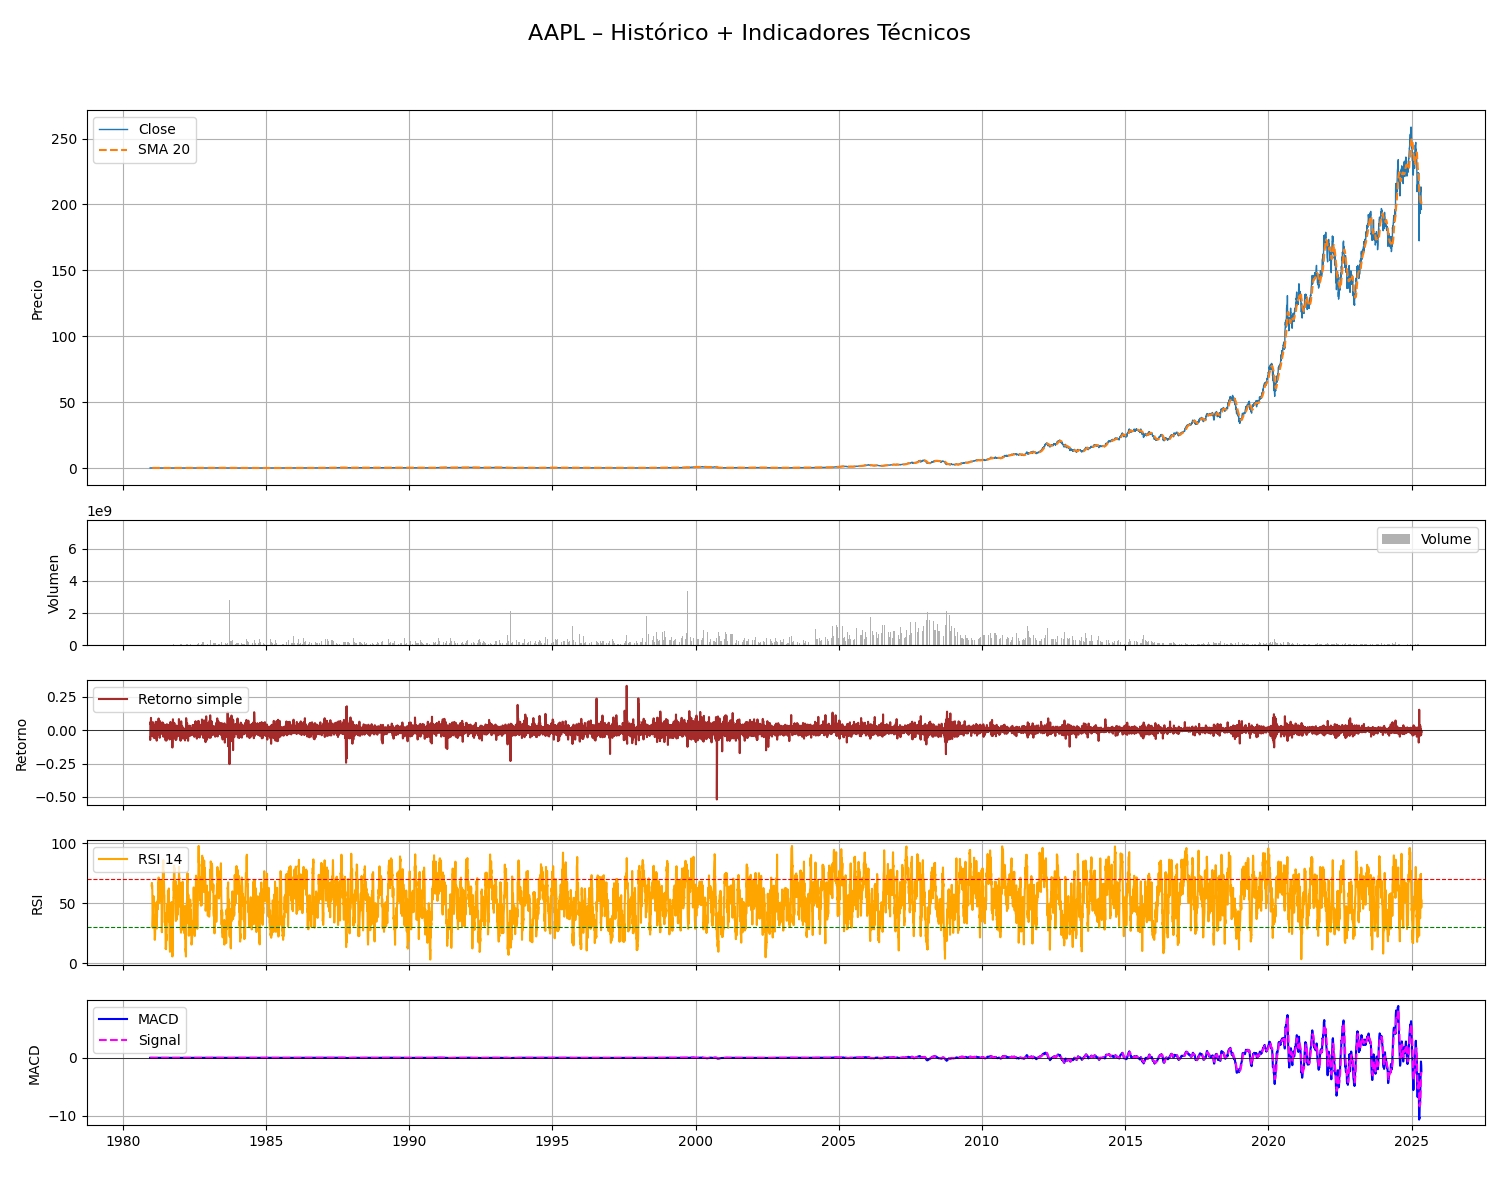 AAPL – Histórico + Indicadores Técnicos
Close
SMA 20
Precio
250
200
150
100
50
0
1e9
Volume
Volumen
6
4
2
0
Retorno simple
Retorno
0.25
0.00
−0.25
−0.50
RSI 14
RSI
100
50
0
MACD
Signal
MACD
0
−10
1980
1985
1990
1995
2000
2005
2010
2015
2020
2025